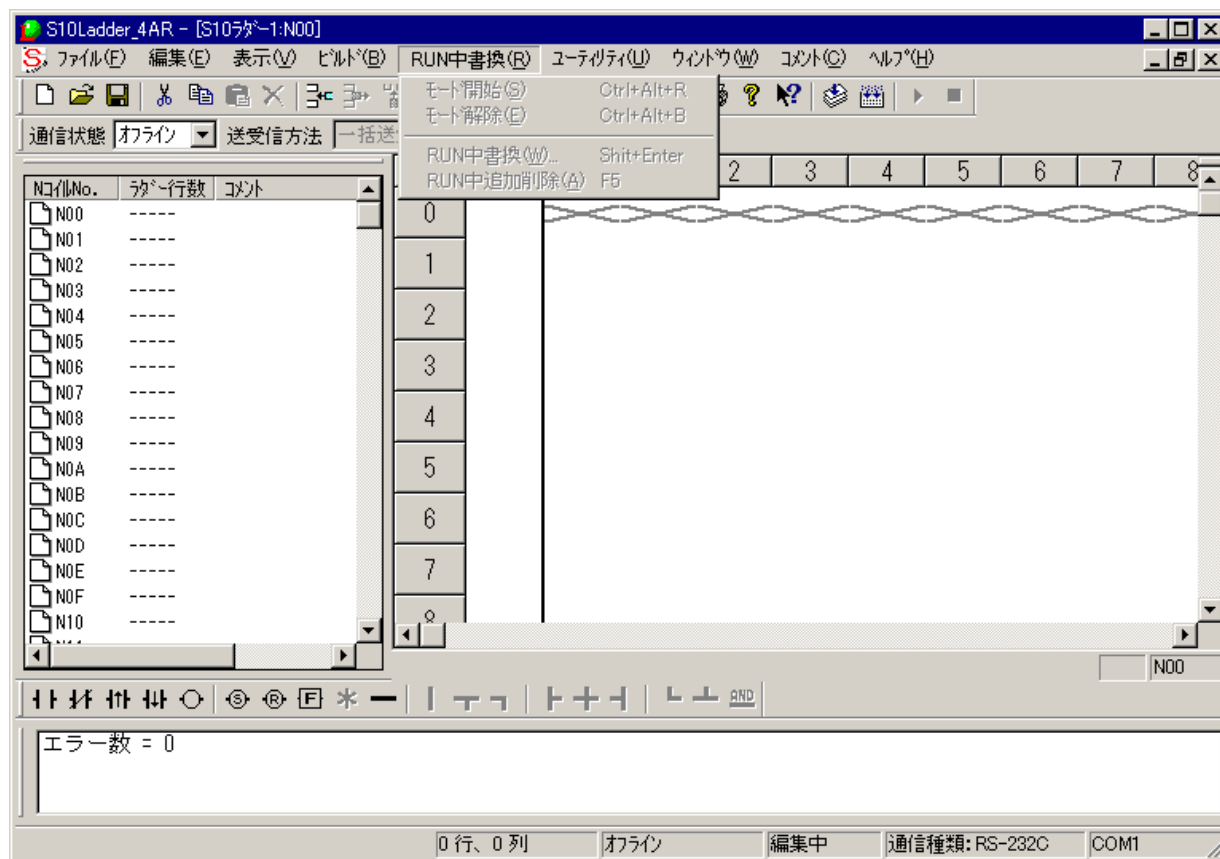 S10Ladder_4AR - [S10ﾗﾀﾞｰ1:N00]
ﾌｧｲﾙ(F) 編集(E) 表示(V) ﾋﾞﾙﾄﾞ(B) RUN中書換(R) ﾕｰﾃｨﾘﾃｨ(U) ｳｨﾝﾄﾞｳ(W) ｺﾒﾝﾄ(C) ﾍﾙﾌﾟ(H)
ﾓｰﾄﾞ開始(S) Ctrl+Alt+R
ﾓｰﾄﾞ解除(E) Ctrl+Alt+B
RUN中書換(W)... Shit+Enter
RUN中追加削除(A) F5
通信状態 ｵﾌﾗｲﾝ 送受信方法 一括送
NｺｲﾙNo. ﾗﾀﾞｰ行数 ｺﾒﾝﾄ
N00 -----
N01 -----
N02 -----
N03 -----
N04 -----
N05 -----
N06 -----
N07 -----
N08 -----
N09 -----
N0A -----
N0B -----
N0C -----
N0D -----
N0E -----
N0F -----
N10 -----
2 3 4 5 6 7 8
0
1
2
3
4
5
6
7
8
N00
S R F AND
エラー数 = 0
0 行、0 列 ｵﾌﾗｲﾝ 編集中 通信種類: RS-232C COM1